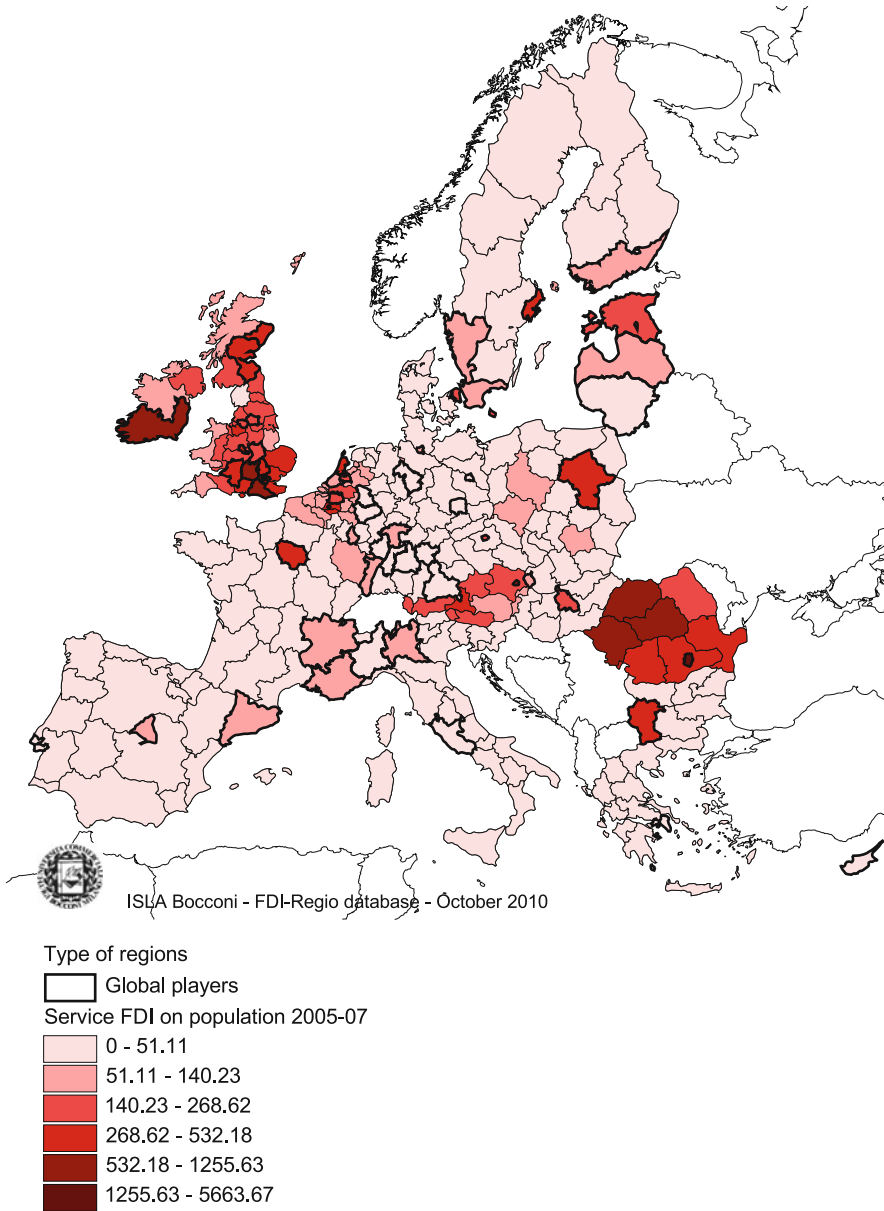 ISLA Bocconi - FDI-Regio database - October 2010
Type of regions
Global players
Service FDI on population 2005-07
0 - 51.11
51.11 - 140.23
140.23 - 268.62
268.62 - 532.18
532.18 - 1255.63
1255.63 - 5663.67